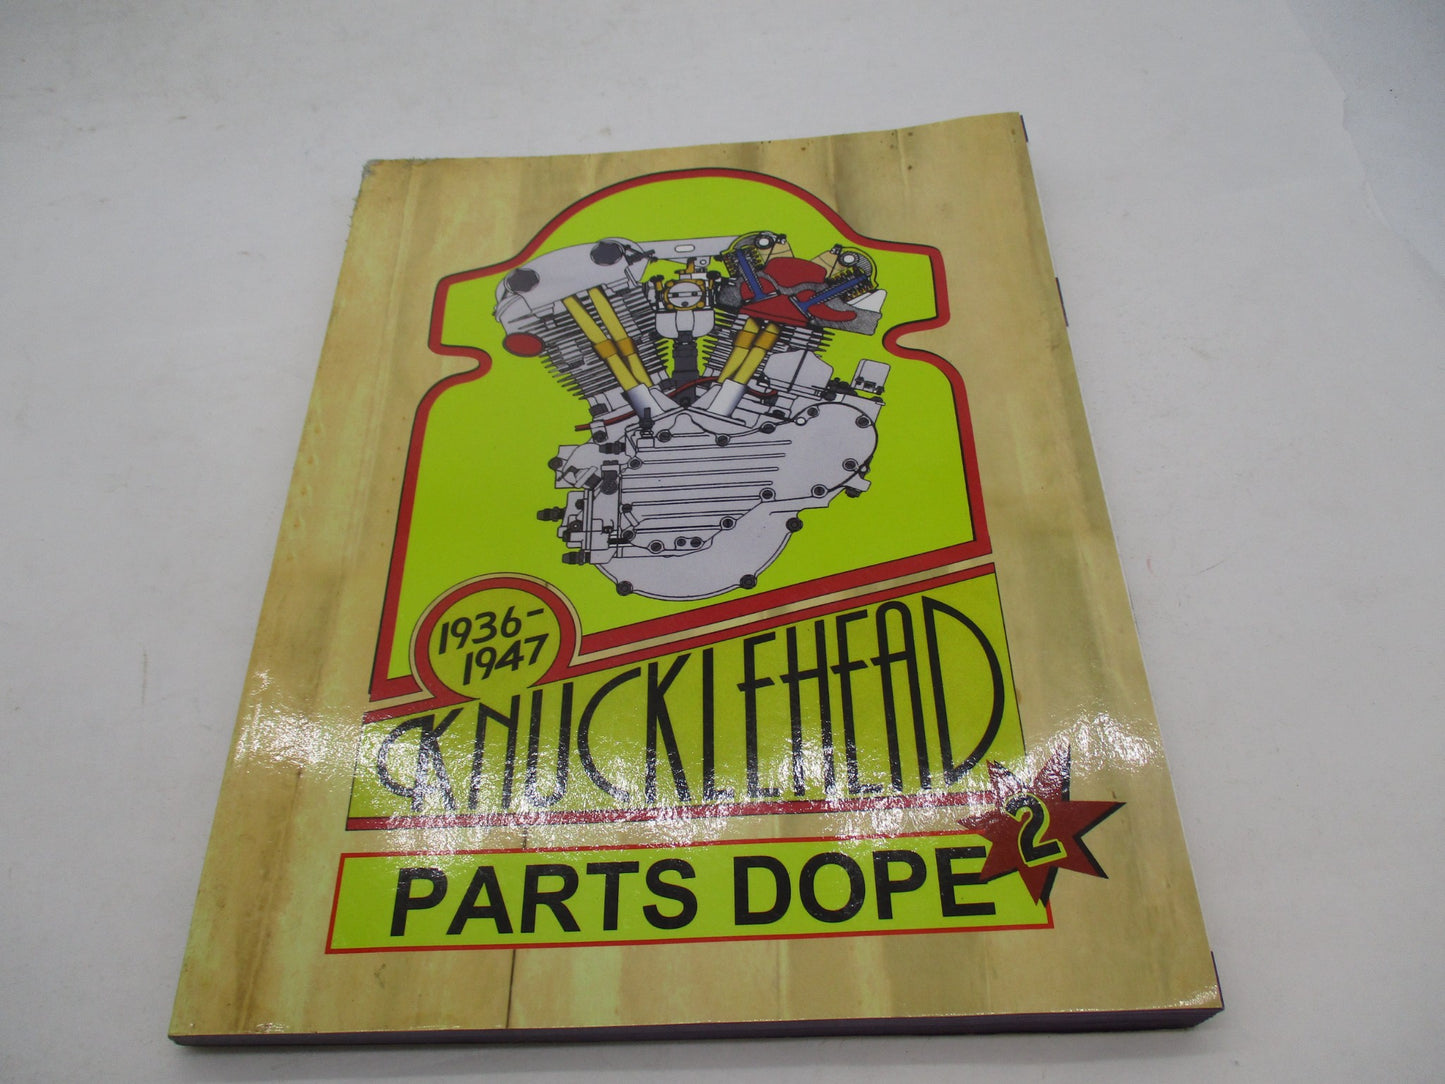 1936-
1947
KNUCKLEHEAD
2
PARTS DOPE